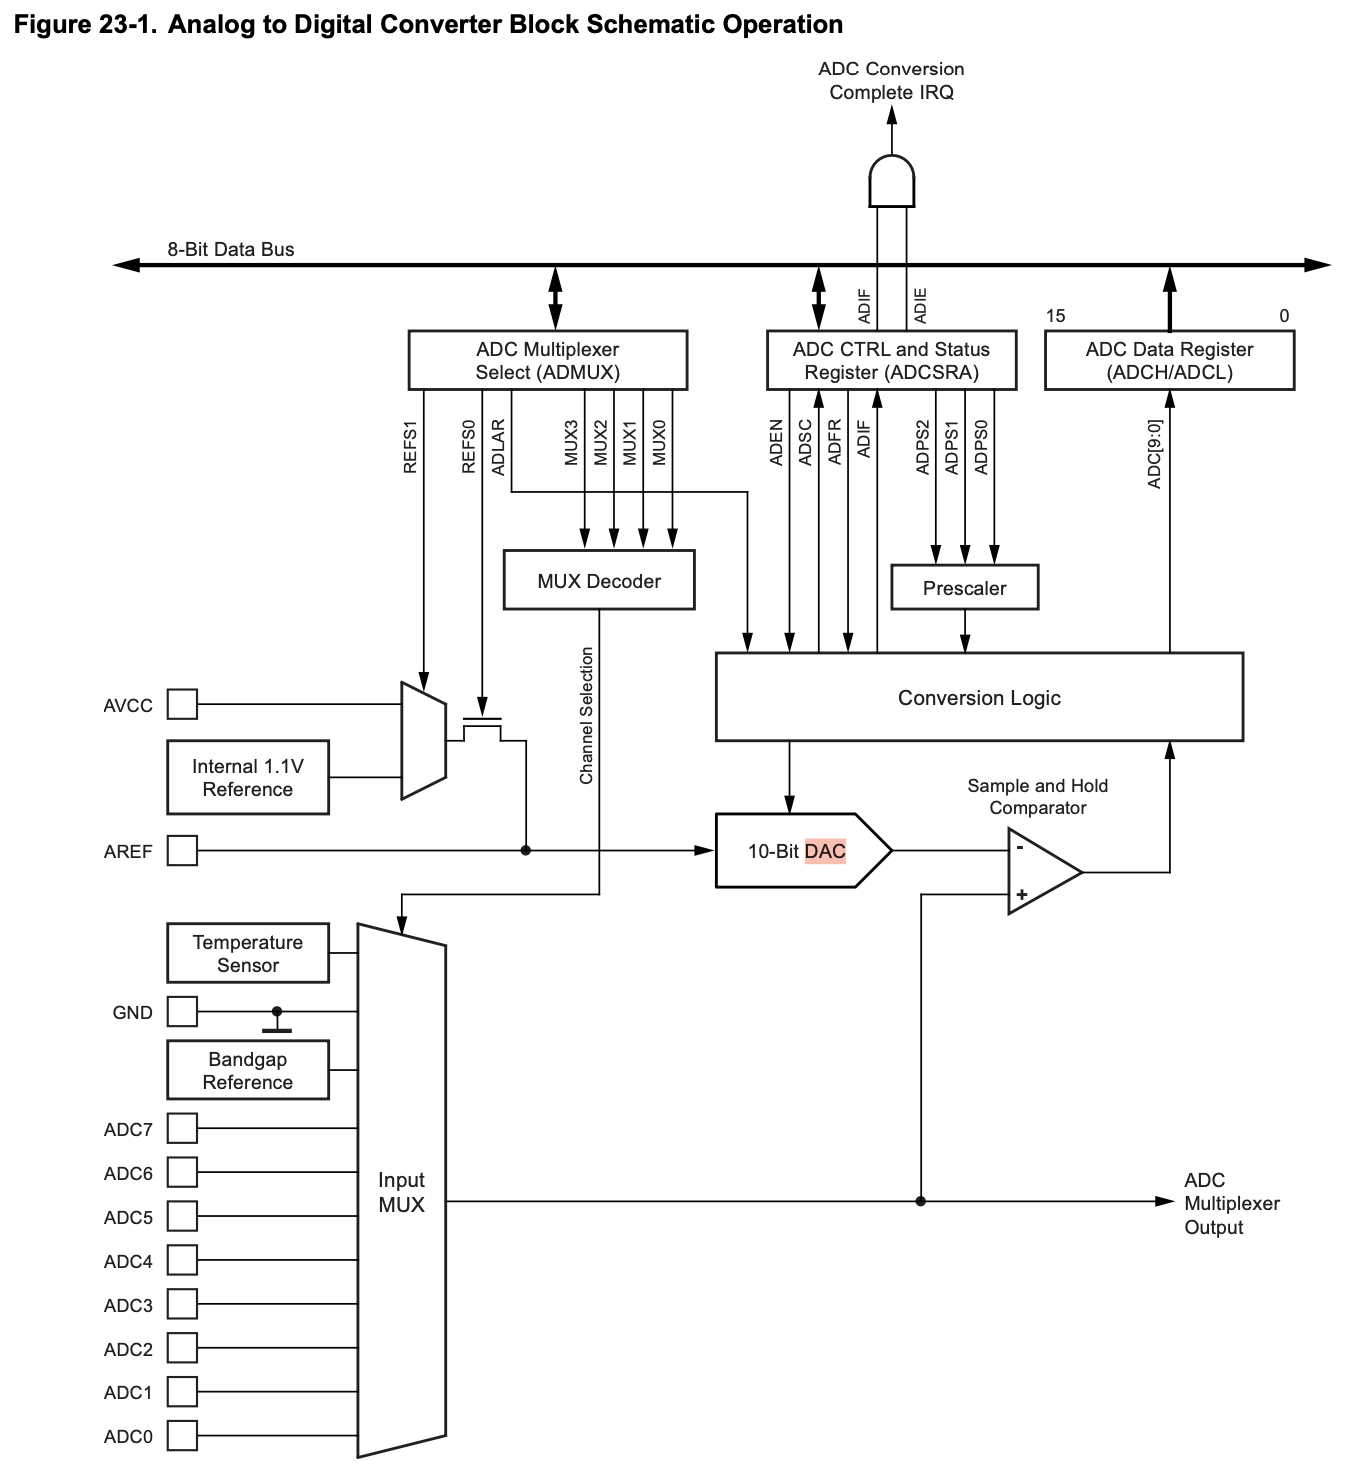 Figure 23-1. Analog to Digital Converter Block Schematic Operation
ADC Conversion
Complete IRQ
8-Bit Data Bus
ADIF
ADIE
15
0
ADC Multiplexer
Select (ADMUX)
ADC CTRL and Status
Register (ADCSRA)
ADC Data Register
(ADCH/ADCL)
REFS1
REFS0
ADLAR
MUX3
MUX2
MUX1
MUX0
ADEN
ADSC
ADFR
ADIF
ADPS2
ADPS1
ADPS0
ADC[9:0]
MUX Decoder
Prescaler
Channel Selection
Conversion Logic
AVCC
Internal 1.1V
Reference
Sample and Hold
Comparator
AREF
10-Bit DAC
-
+
Temperature
Sensor
GND
Bandgap
Reference
ADC7
ADC6
ADC5
ADC4
ADC3
ADC2
ADC1
ADC0
Input
MUX
ADC
Multiplexer
Output